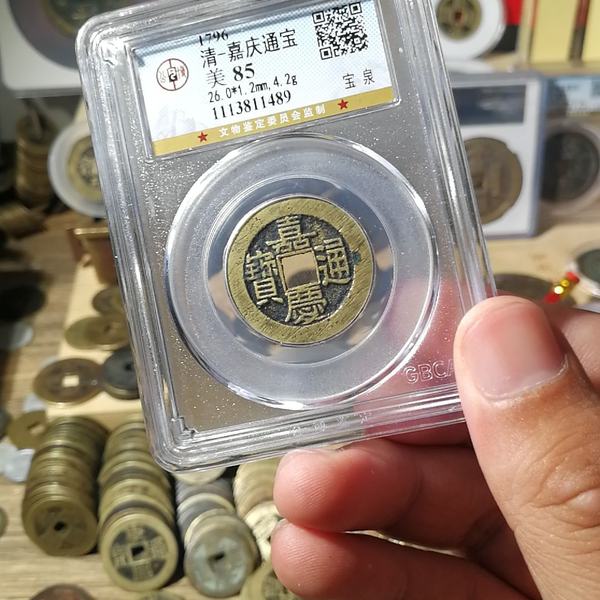 1796
清-嘉庆通宝
美 85
26.0*1.2mm,4.2g
宝泉
1113811489
文物鉴定委员会监制
嘉慶通寶
GBCA